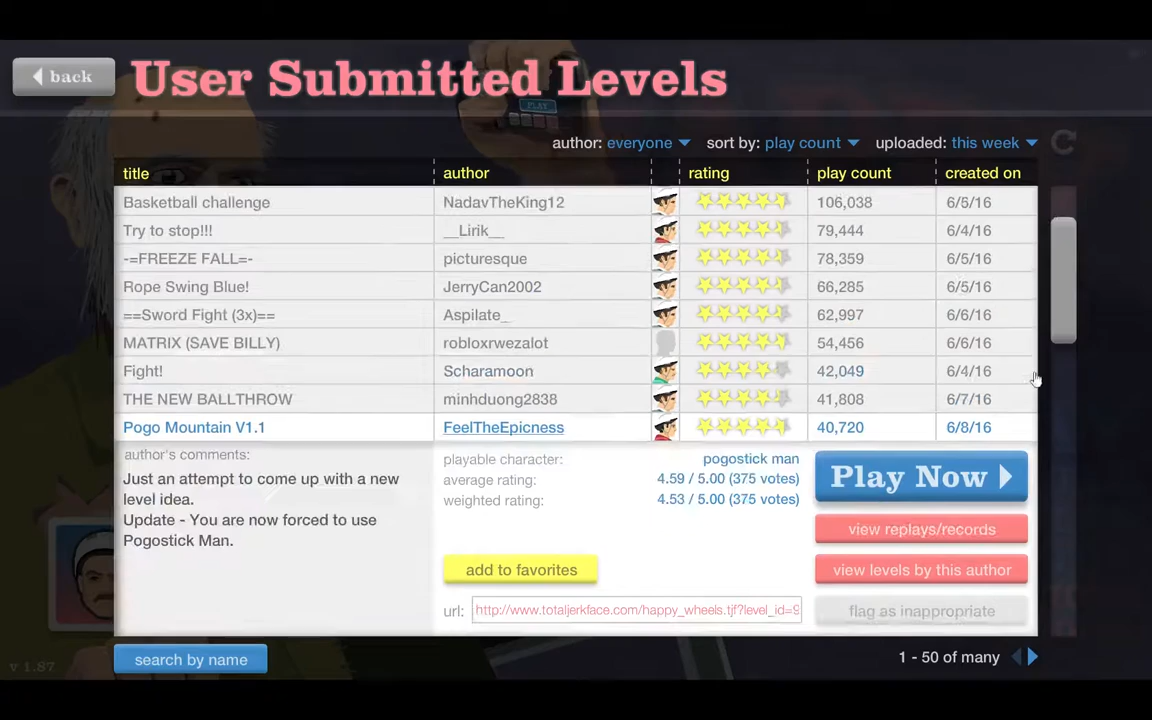 back
User Submitted Levels
PLAY
author: everyone sort by: play count uploaded: this week
title author rating play count created on
Basketball challenge NadavTheKing12 106,038 6/5/16
Try to stop!!! __Lirik__ 79,444 6/4/16
-=FREEZE FALL=- picturesque 78,359 6/5/16
Rope Swing Blue! JerryCan2002 66,285 6/5/16
==Sword Fight (3x)== Aspilate_ 62,997 6/6/16
MATRIX (SAVE BILLY) robloxrwezalot 54,456 6/6/16
Fight! Scharamoon 42,049 6/4/16
THE NEW BALLTHROW minhduong2838 41,808 6/7/16
Pogo Mountain V1.1 FeelTheEpicness 40,720 6/8/16
author's comments:
Just an attempt to come up with a new
level idea.
Update - You are now forced to use
Pogostick Man.
playable character: pogostick man
average rating: 4.59 / 5.00 (375 votes)
weighted rating: 4.53 / 5.00 (375 votes)
add to favorites
url: http://www.totaljerkface.com/happy_wheels.tjf?level_id=9
Play Now
view replays/records
view levels by this author
flag as inappropriate
v 1.87
search by name
1 - 50 of many